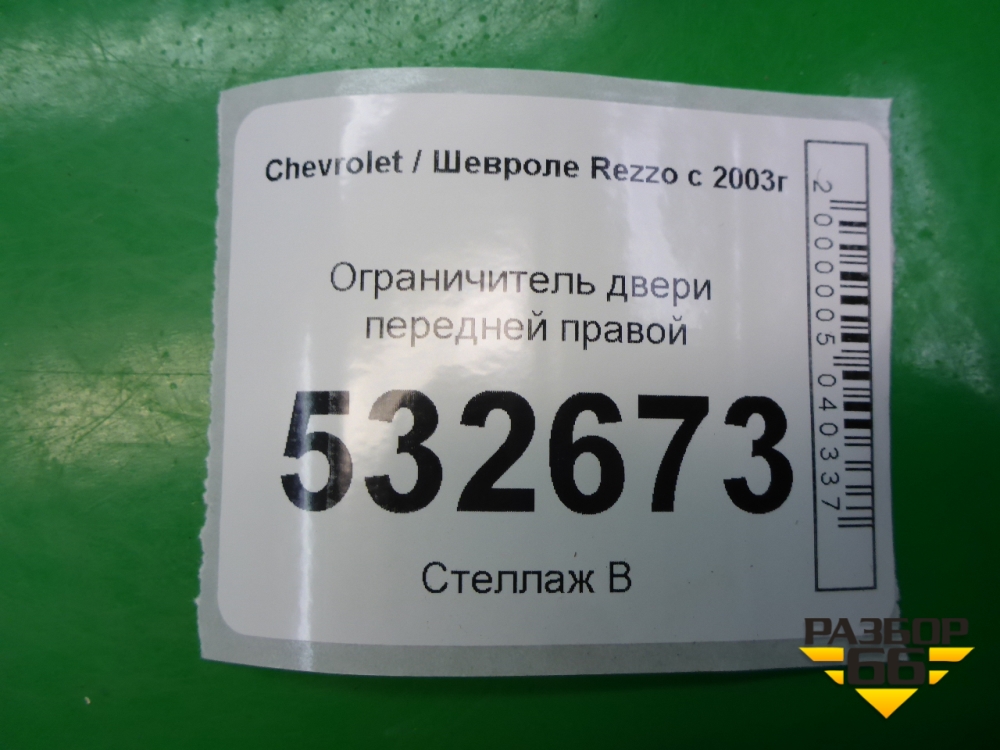 Chevrolet / Шевроле Rezzo с 2003г
Ограничитель двери
передней правой
532673
Стеллаж В
2000005040337
РАЗБОР
66